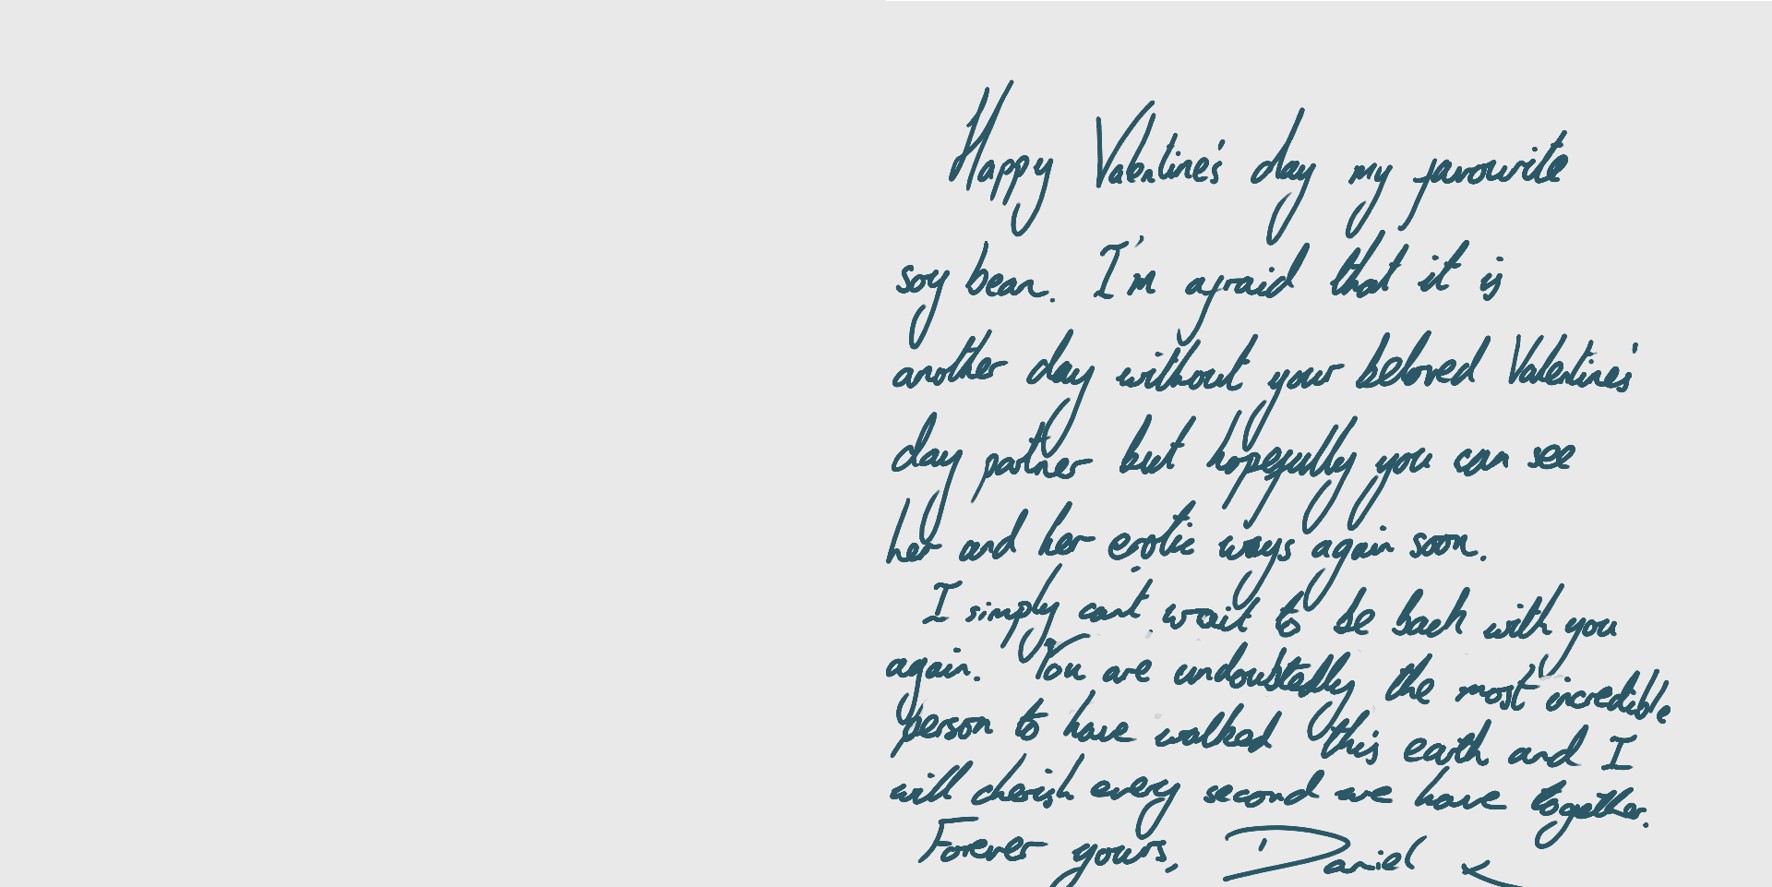 Happy Valentine's day my favourite
soy bean. I'm afraid that it is
another day without your beloved Valentine's
day partner but hopefully you can see
her and her erotic ways again soon.
I simply can't wait to be back with you
again. You are undoubtedly the most incredible
person to have walked this earth and I
will cherish every second we have together.
Forever yours, Daniel